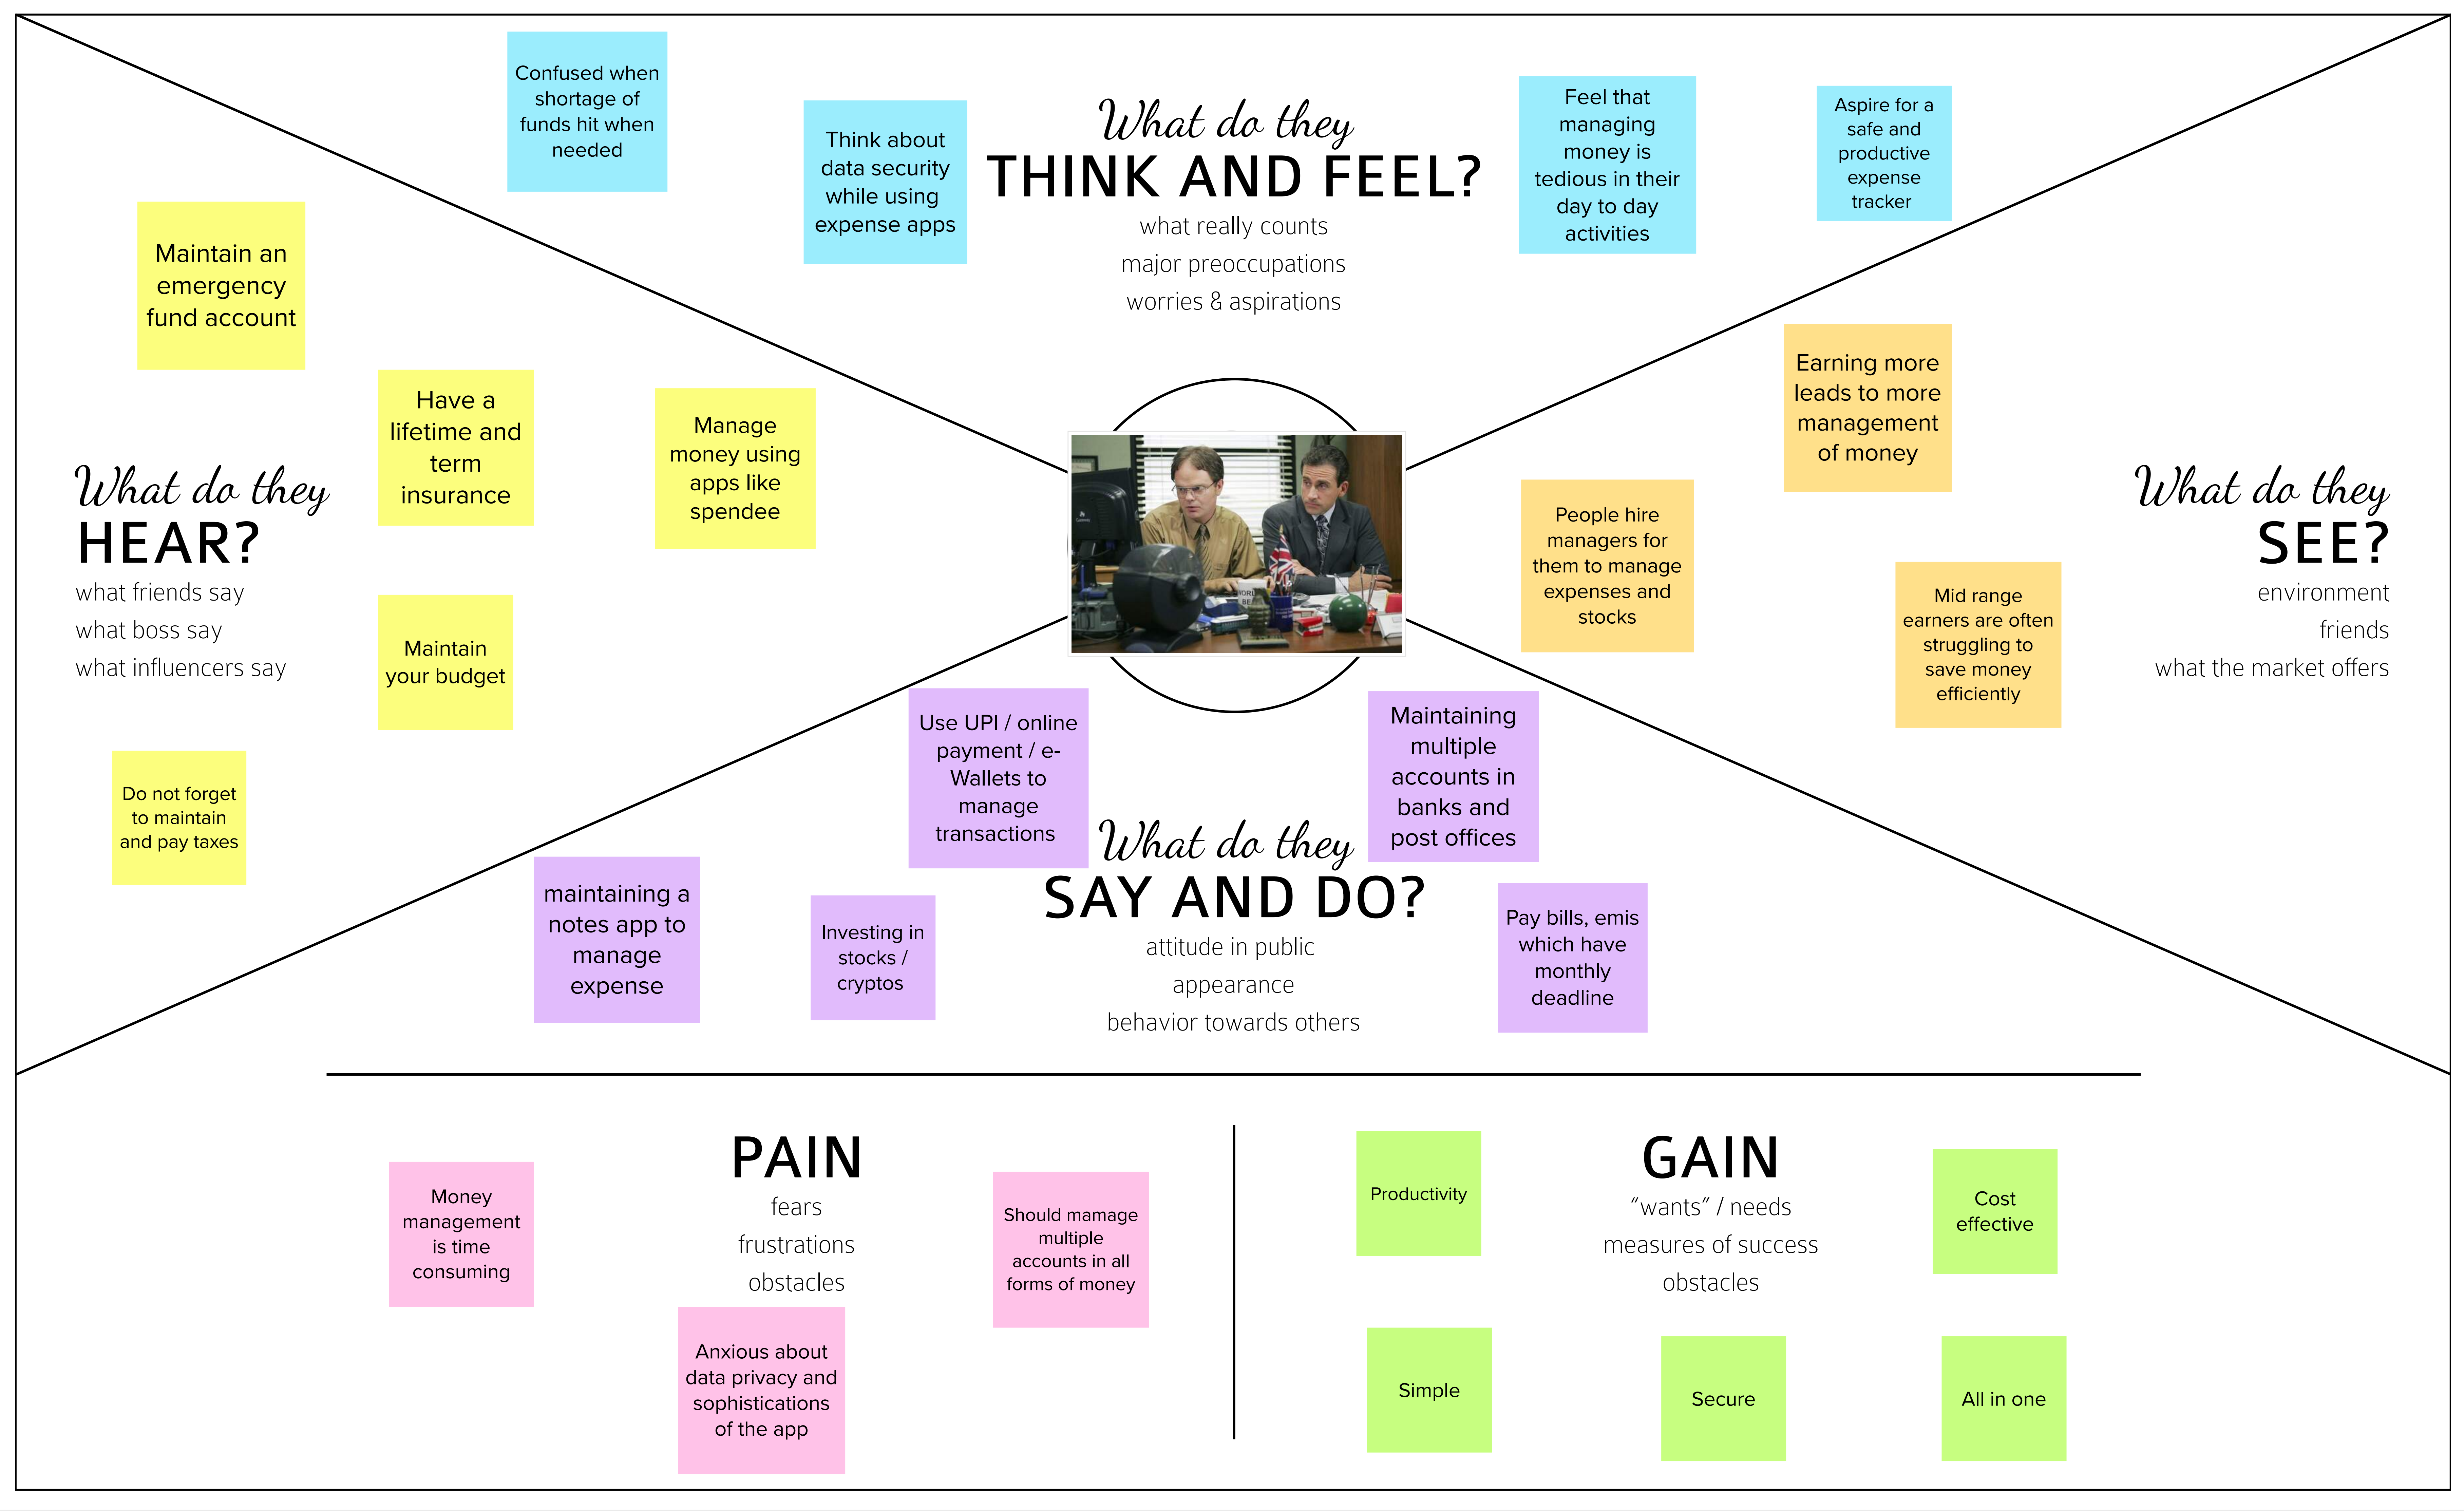 Confused when
shortage of
funds hit when
needed
Think about
data security
while using
expense apps
What do they
THINK AND FEEL?
what really counts
major preoccupations
worries & aspirations
Feel that
managing
money is
tedious in their
day to day
activities
Aspire for a
safe and
productive
expense
tracker
Maintain an
emergency
fund account
Have a
lifetime and
term
insurance
Manage
money using
apps like
spendee
What do they
HEAR?
what friends say
what boss say
what influencers say
Maintain
your budget
Do not forget
to maintain
and pay taxes
Earning more
leads to more
management
of money
People hire
managers for
them to manage
expenses and
stocks
What do they
SEE?
environment
friends
what the market offers
Mid range
earners are often
struggling to
save money
efficiently
Use UPI / online
payment / e-
Wallets to
manage
transactions
Maintaining
multiple
accounts in
banks and
post offices
What do they
SAY AND DO?
attitude in public
appearance
behavior towards others
maintaining a
notes app to
manage
expense
Investing in
stocks /
cryptos
Pay bills, emis
which have
monthly
deadline
PAIN
fears
frustrations
obstacles
Money
management
is time
consuming
Should mamage
multiple
accounts in all
forms of money
Anxious about
data privacy and
sophistications
of the app
GAIN
“wants” / needs
measures of success
obstacles
Productivity
Cost
effective
Simple
Secure
All in one